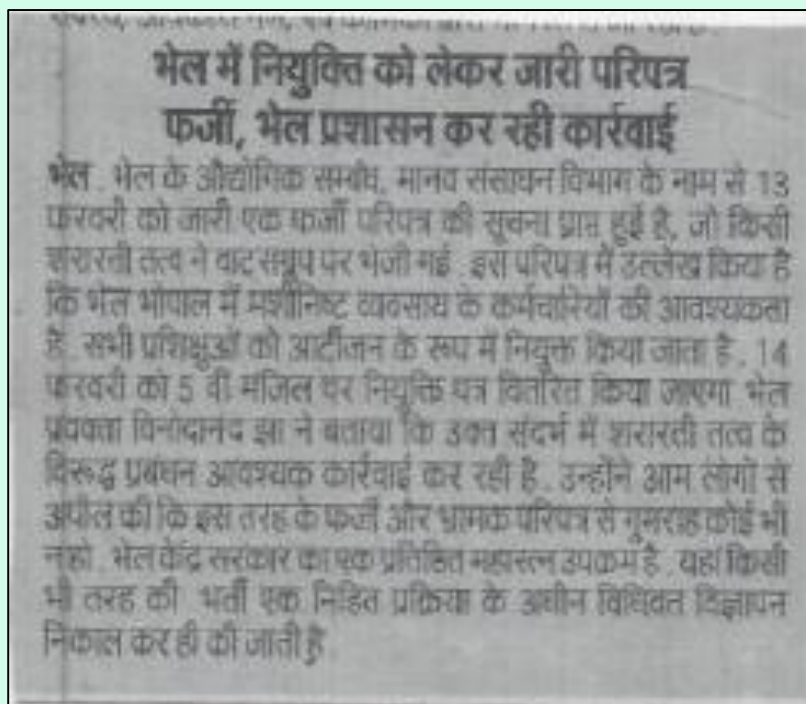 भेल में नियुक्ति को लेकर जारी परिपत्र
फर्जी, भेल प्रशासन कर रही कार्रवाई
भेल . भेल के औद्योगिक सम्बंध, मानव संसाधन विभाग के नाम से 13
फरवरी को जारी एक फर्जी परिपत्र की सूचना प्राप्त हुई है, जो किसी
शरारती तत्व ने वाट्सग्रुप पर भेजी गई . इस परिपत्र में उल्लेख किया है
कि भेल भोपाल में मशीनिष्ट व्यवसाय के कर्मचारियों की आवश्यकता
है . सभी प्रशिक्षुओं को आर्टीजन के रूप में नियुक्त किया जाता है . 14
फरवरी को 5 वी मंजिल पर नियुक्ति पत्र वितरित किया जाएगा भेल
प्रवक्ता विनोदानंद झा ने बताया कि उक्त संदर्भ में शरारती तत्व के
विरूद्ध प्रबंधन आवश्यक कार्रवाई कर रही है . उन्होंने आम लोगों से
अपील की कि इस तरह के फर्जी और भ्रामक परिपत्र से गुमराह कोई भी
न हो . भेल केंद्र सरकार का एक प्रतिष्ठित महारत्न उपक्रम है . यहां किसी
भी तरह की भर्ती एक प्रक्रिया के अधीन विधिवत विज्ञापन
निकाल कर ही की जाती है